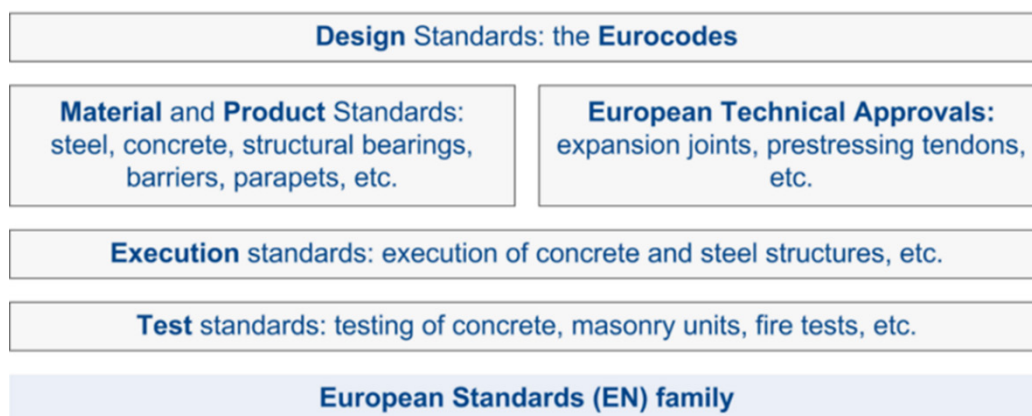 Design Standards: the Eurocodes
Material and Product Standards:
steel, concrete, structural bearings,
barriers, parapets, etc.
European Technical Approvals:
expansion joints, prestressing tendons,
etc.
Execution standards: execution of concrete and steel structures, etc.
Test standards: testing of concrete, masonry units, fire tests, etc.
European Standards (EN) family